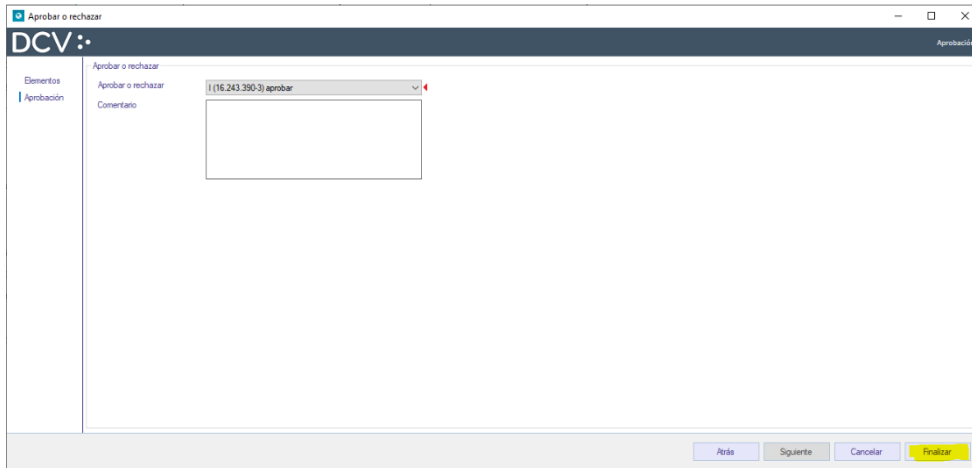 Aprobar o rechazar
DCV
Aprobación
Elementos
Aprobación
Aprobar o rechazar
Aprobar o rechazar
I (16.243.390-3) aprobar
Comentario
Atrás
Siguiente
Cancelar
Finalizar